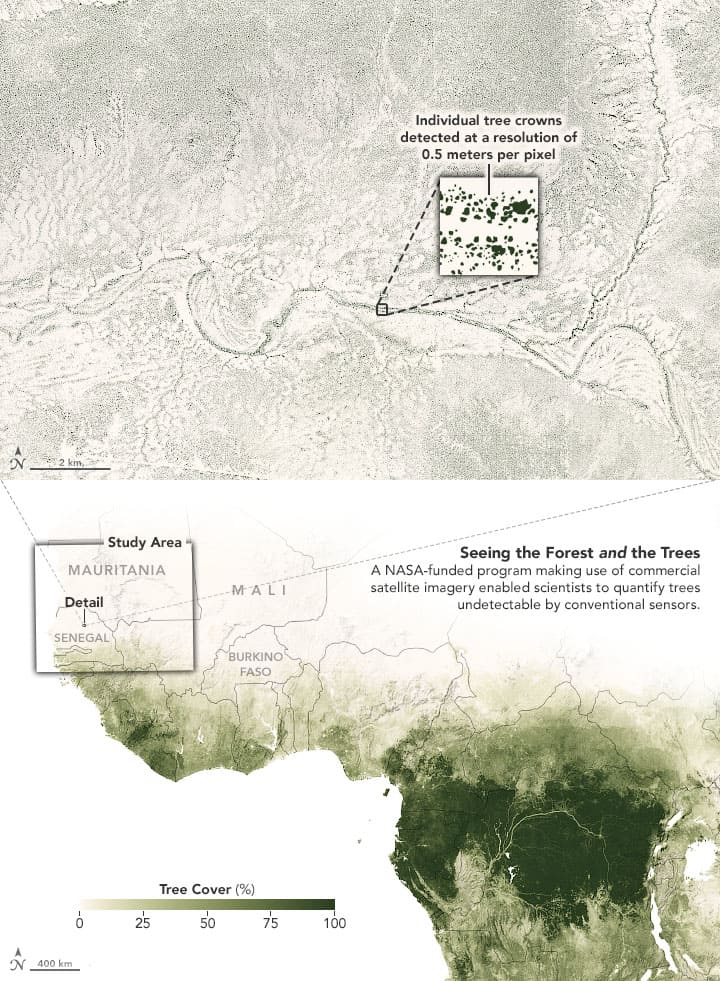 Individual tree crowns
detected at a resolution of
0.5 meters per pixel
N
2 km
Study Area
MAURITANIA
MALI
Detail
SENEGAL
BURKINO
FASO
Seeing the Forest and the Trees
A NASA-funded program making use of commercial
satellite imagery enabled scientists to quantify trees
undetectable by conventional sensors.
Tree Cover (%)
0 25 50 75 100
N
400 km